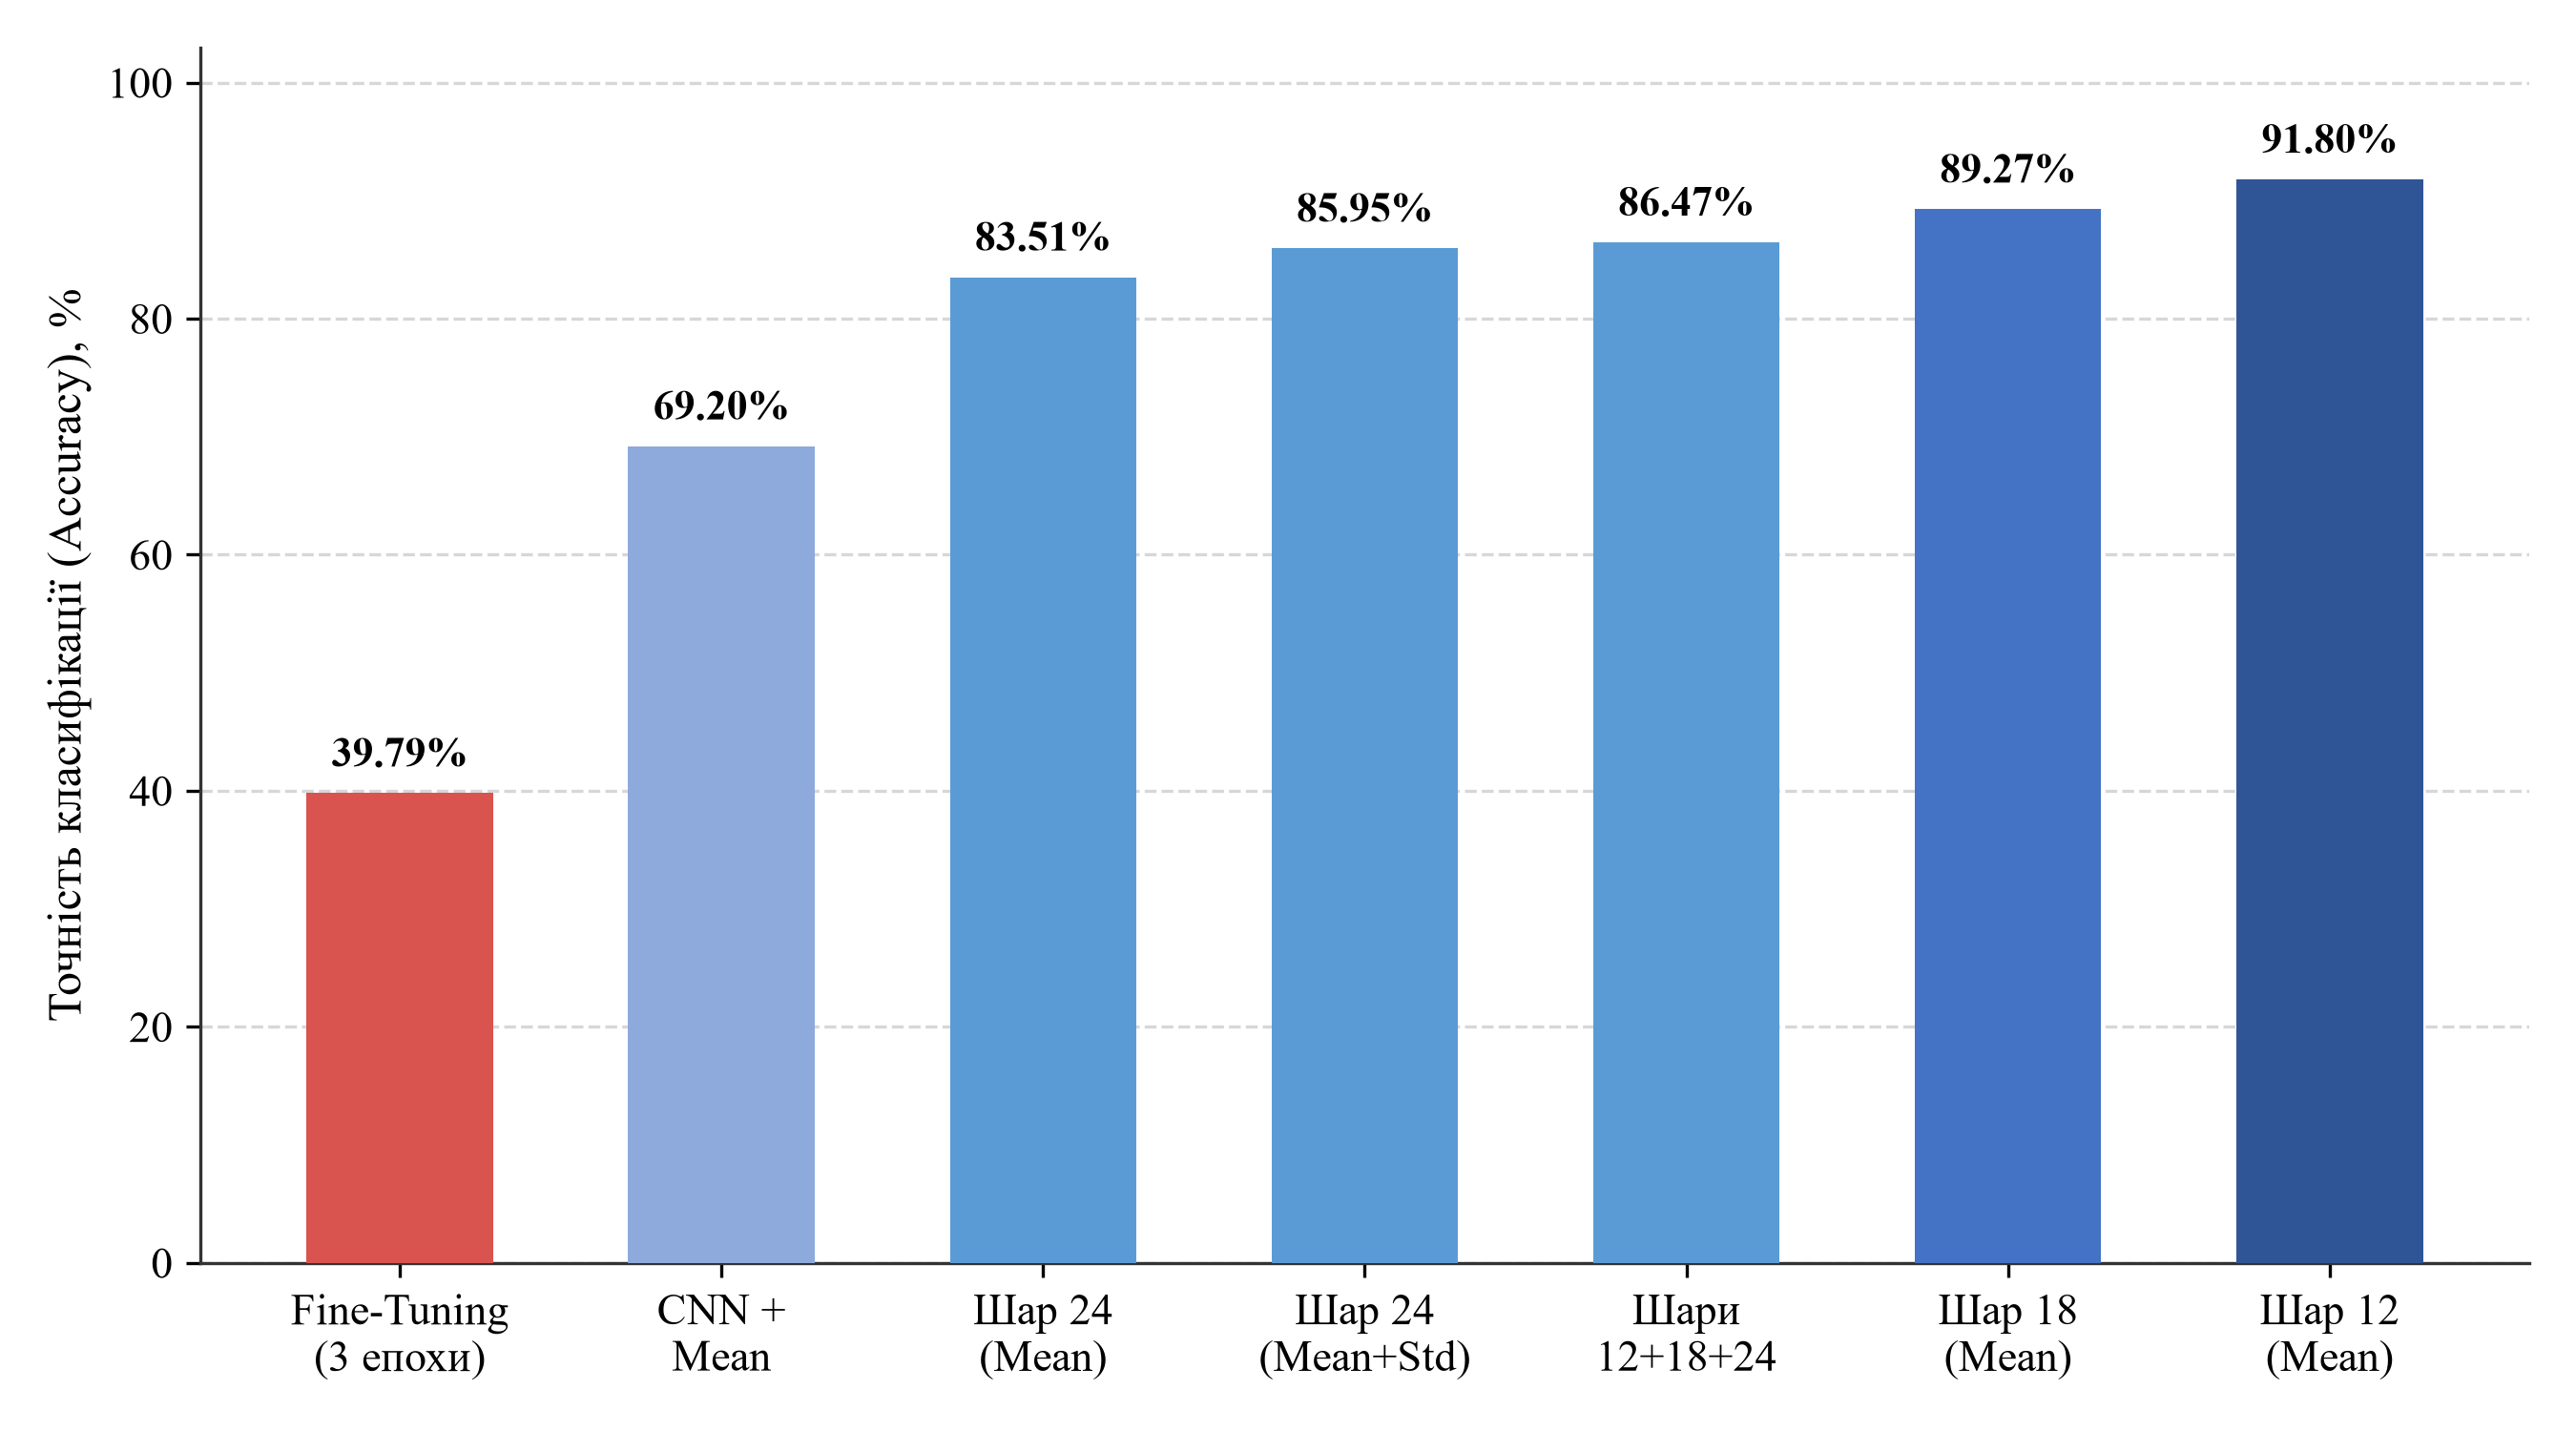 Точність класифікації (Accuracy), %
100
80
60
40
20
0
39.79%
69.20%
83.51%
85.95%
86.47%
89.27%
91.80%
Fine-Tuning
(3 епохи)
CNN +
Mean
Шар 24
(Mean)
Шар 24
(Mean+Std)
Шари
12+18+24
Шар 18
(Mean)
Шар 12
(Mean)